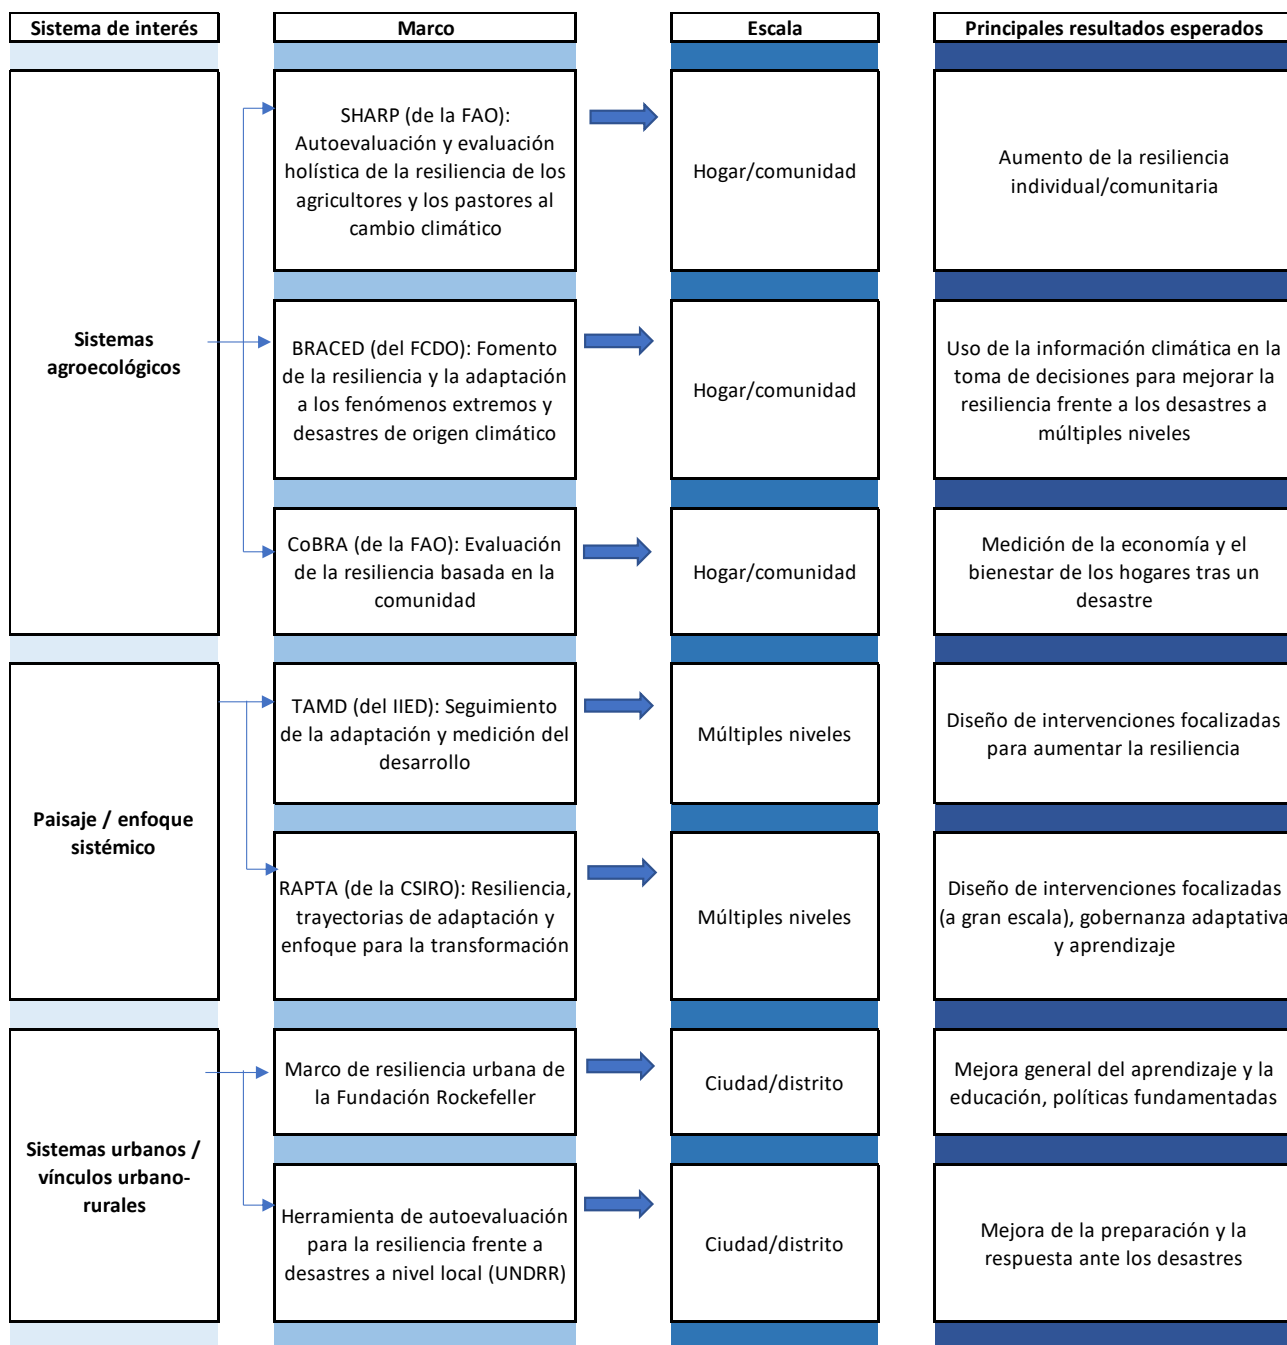 Sistema de interés
Marco
Escala
Principales resultados esperados
Sistemas
agroecológicos
SHARP (de la FAO):
Autoevaluación y evaluación
holística de la resiliencia de los
agricultores y los pastores al
cambio climático
Hogar/comunidad
Aumento de la resiliencia
individual/comunitaria
BRACED (del FCDO): Fomento
de la resiliencia y la adaptación
a los fenómenos extremos y
desastres de origen climático
Hogar/comunidad
Uso de la información climática en la
toma de decisiones para mejorar la
resiliencia frente a los desastres a
múltiples niveles
CoBRA (de la FAO): Evaluación
de la resiliencia basada en la
comunidad
Hogar/comunidad
Medición de la economía y el
bienestar de los hogares tras un
desastre
Paisaje / enfoque
sistémico
TAMD (del IIED): Seguimiento
de la adaptación y medición del
desarrollo
Múltiples niveles
Diseño de intervenciones focalizadas
para aumentar la resiliencia
RAPTA (de la CSIRO): Resiliencia,
trayectorias de adaptación y
enfoque para la transformación
Múltiples niveles
Diseño de intervenciones focalizadas
(a gran escala), gobernanza adaptativa
y aprendizaje
Sistemas urbanos /
vínculos urbano-
rurales
Marco de resiliencia urbana de
la Fundación Rockefeller
Ciudad/distrito
Mejora general del aprendizaje y la
educación, políticas fundamentadas
Herramienta de autoevaluación
para la resiliencia frente a
desastres a nivel local (UNDRR)
Ciudad/distrito
Mejora de la preparación y la
respuesta ante los desastres